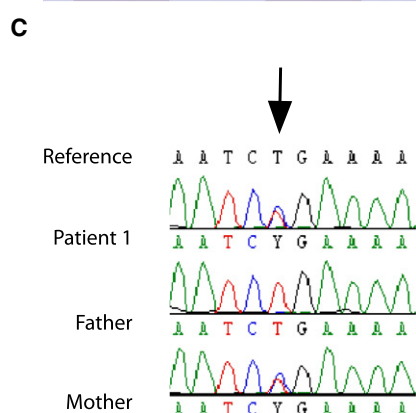 C
Reference A A T C T G A A A A
Patient 1 A A T C Y G A A A A
Father A A T C T G A A A A
Mother A A T C Y G A A A A